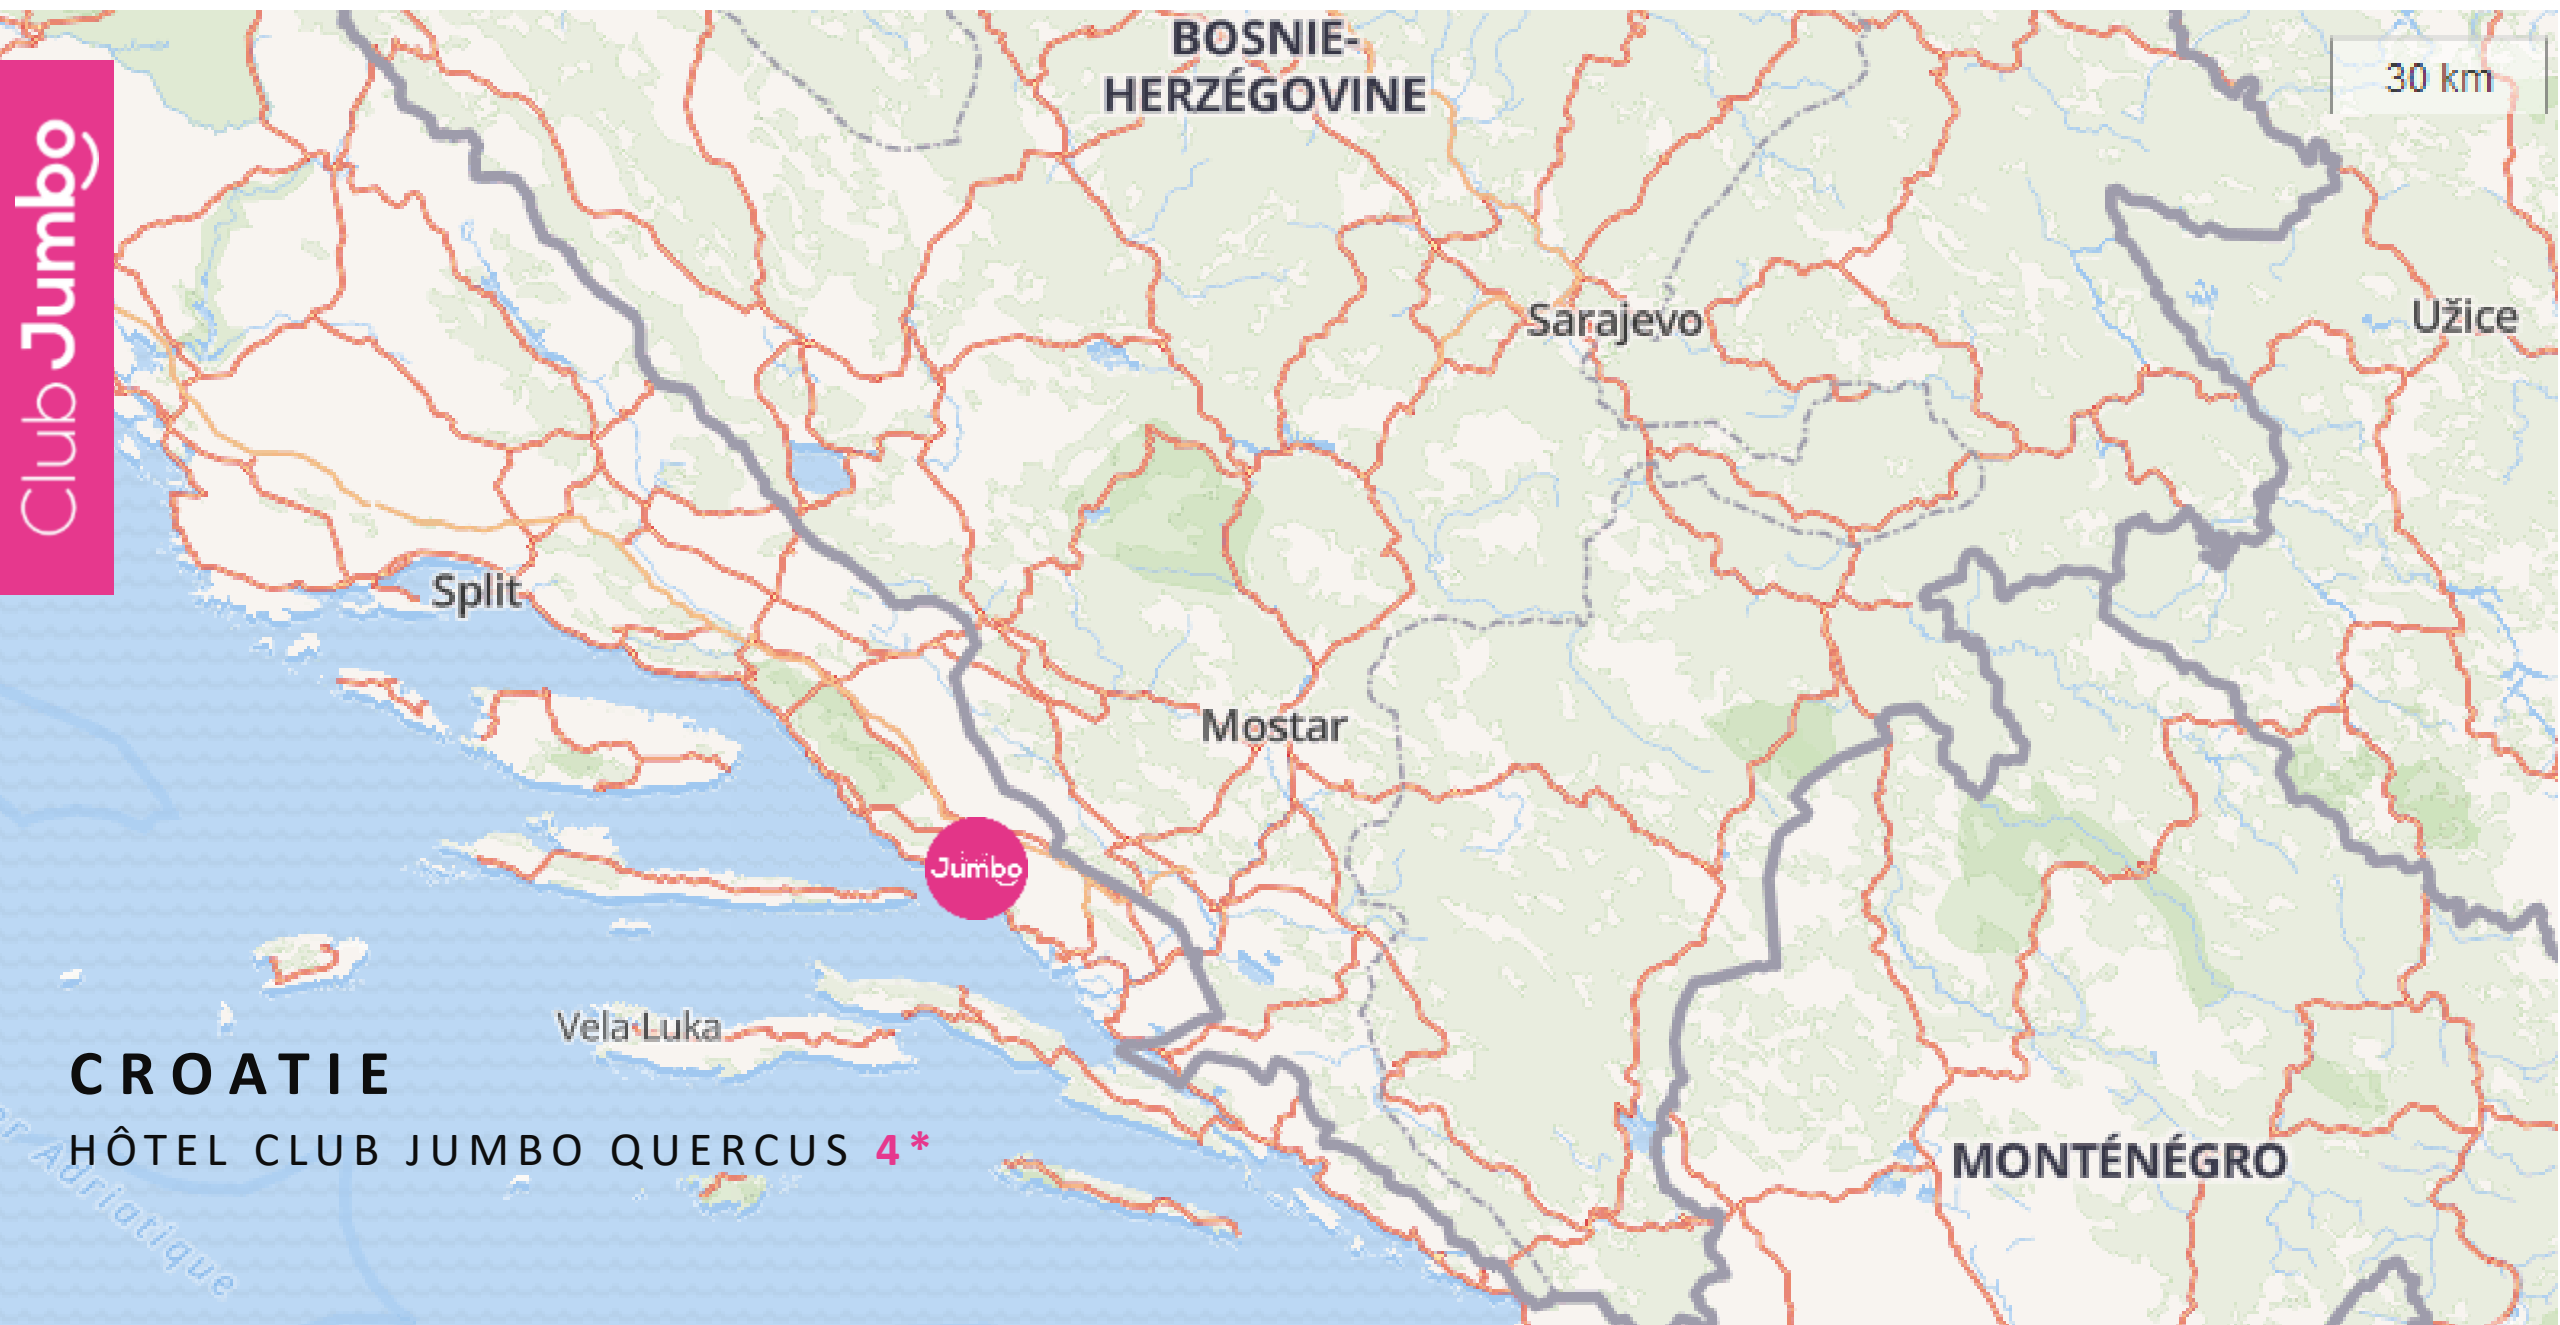 BOSNIE-
HERZÉGOVINE
30 km
Club Jumbo
Sarajevo
Užice
Split
Mostar
Jumbo
Vela Luka
CROATIE
HÔTEL CLUB JUMBO QUERCUS 4*
MONTÉNÉGRO
Adriatique